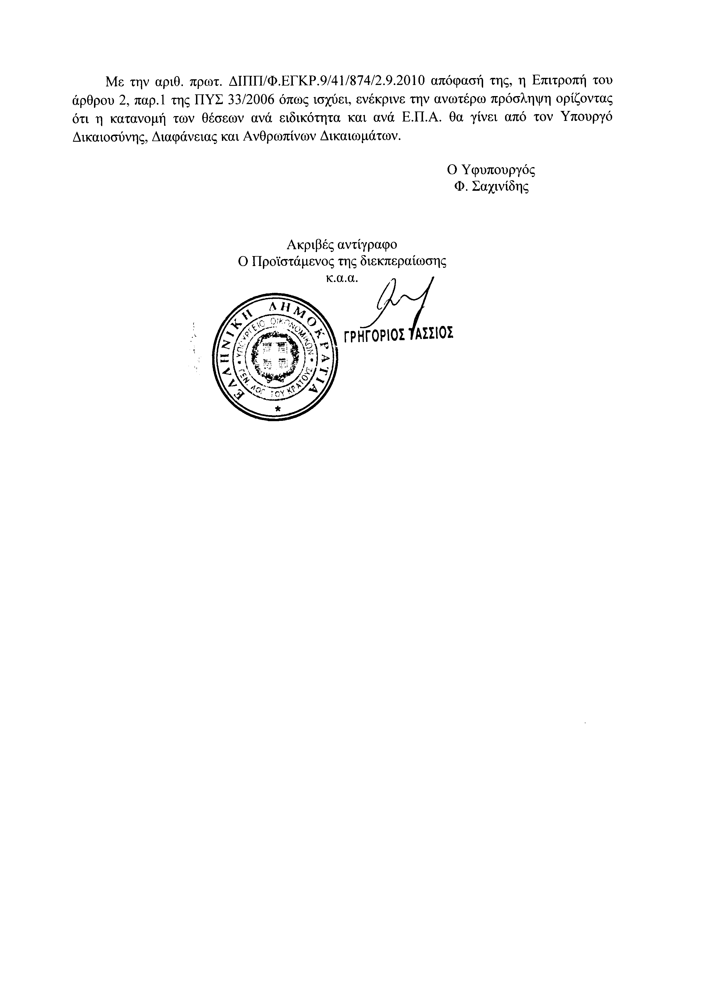 Με την αριθ. πρωτ. ΔΙΠΠ/Φ.ΕΓΚΡ.9/41/874/2.9.2010 απόφασή της, η Επιτροπή του
άρθρου 2, παρ.1 της ΠΥΣ 33/2006 όπως ισχύει, ενέκρινε την ανωτέρω πρόσληψη ορίζοντας
ότι η κατανομή των θέσεων ανά ειδικότητα και ανά Ε.Π.Α. θα γίνει από τον Υπουργό
Δικαιοσύνης, Διαφάνειας και Ανθρωπίνων Δικαιωμάτων.
Ο Υφυπουργός
Φ. Σαχινίδης
Ακριβές αντίγραφο
Ο Προϊστάμενος της διεκπεραίωσης
κ.α.α.
ΓΡΗΓΟΡΙΟΣ ΤΑΣΣΙΟΣ
ΕΛΛΗΝΙΚΗ ΔΗΜΟΚΡΑΤΙΑ
ΥΠΟΥΡΓΕΙΟ ΟΙΚΟΝΟΜΙΚΩΝ
ΓΕΝ. ΛΟΓ ΤΟΥ ΚΡΑΤΟΥΣ